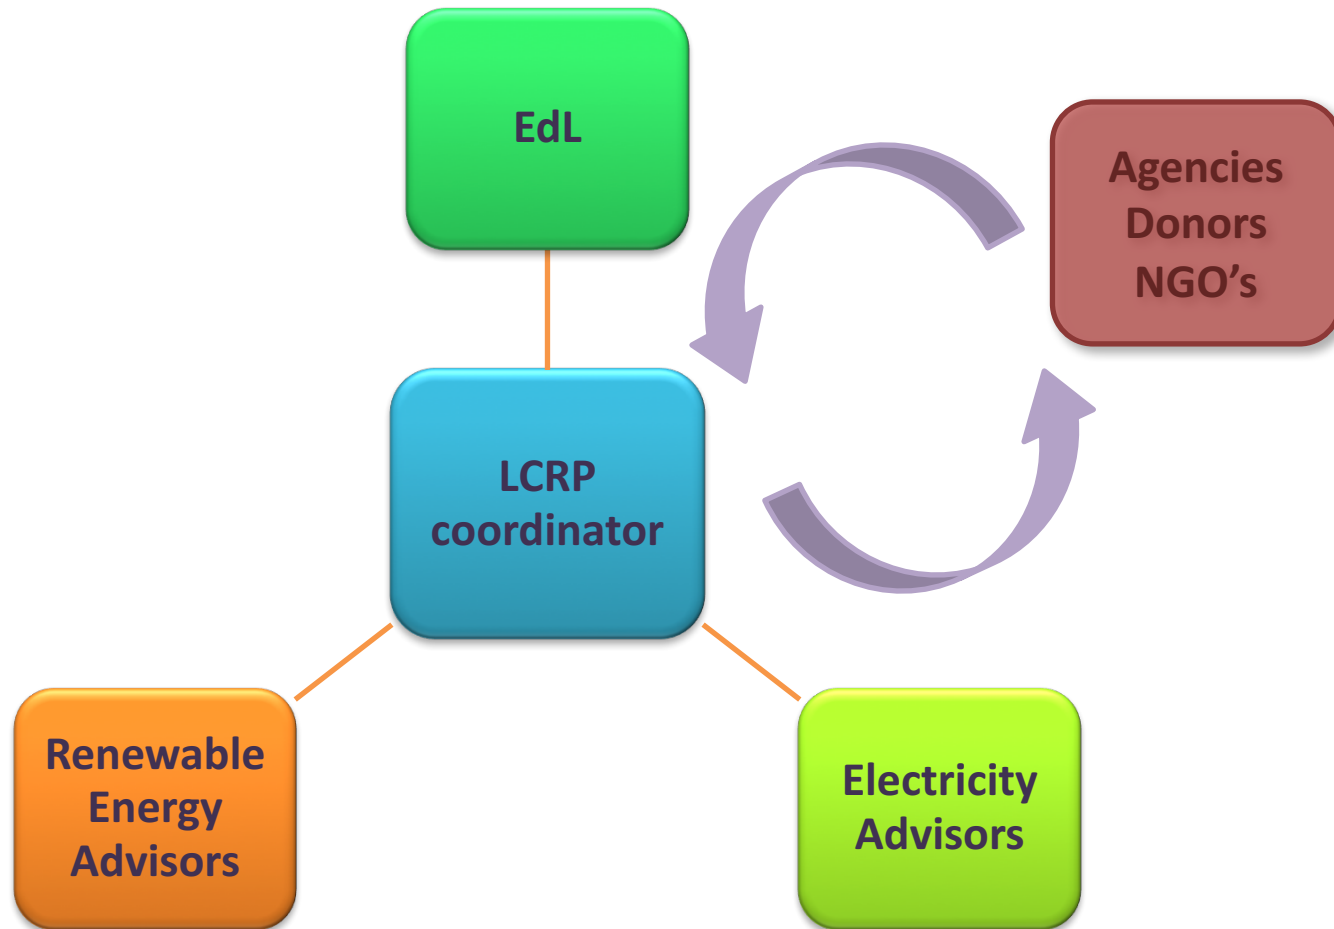 EdL
Agencies
Donors
NGO’s
LCRP
coordinator
Renewable
Energy
Advisors
Electricity
Advisors